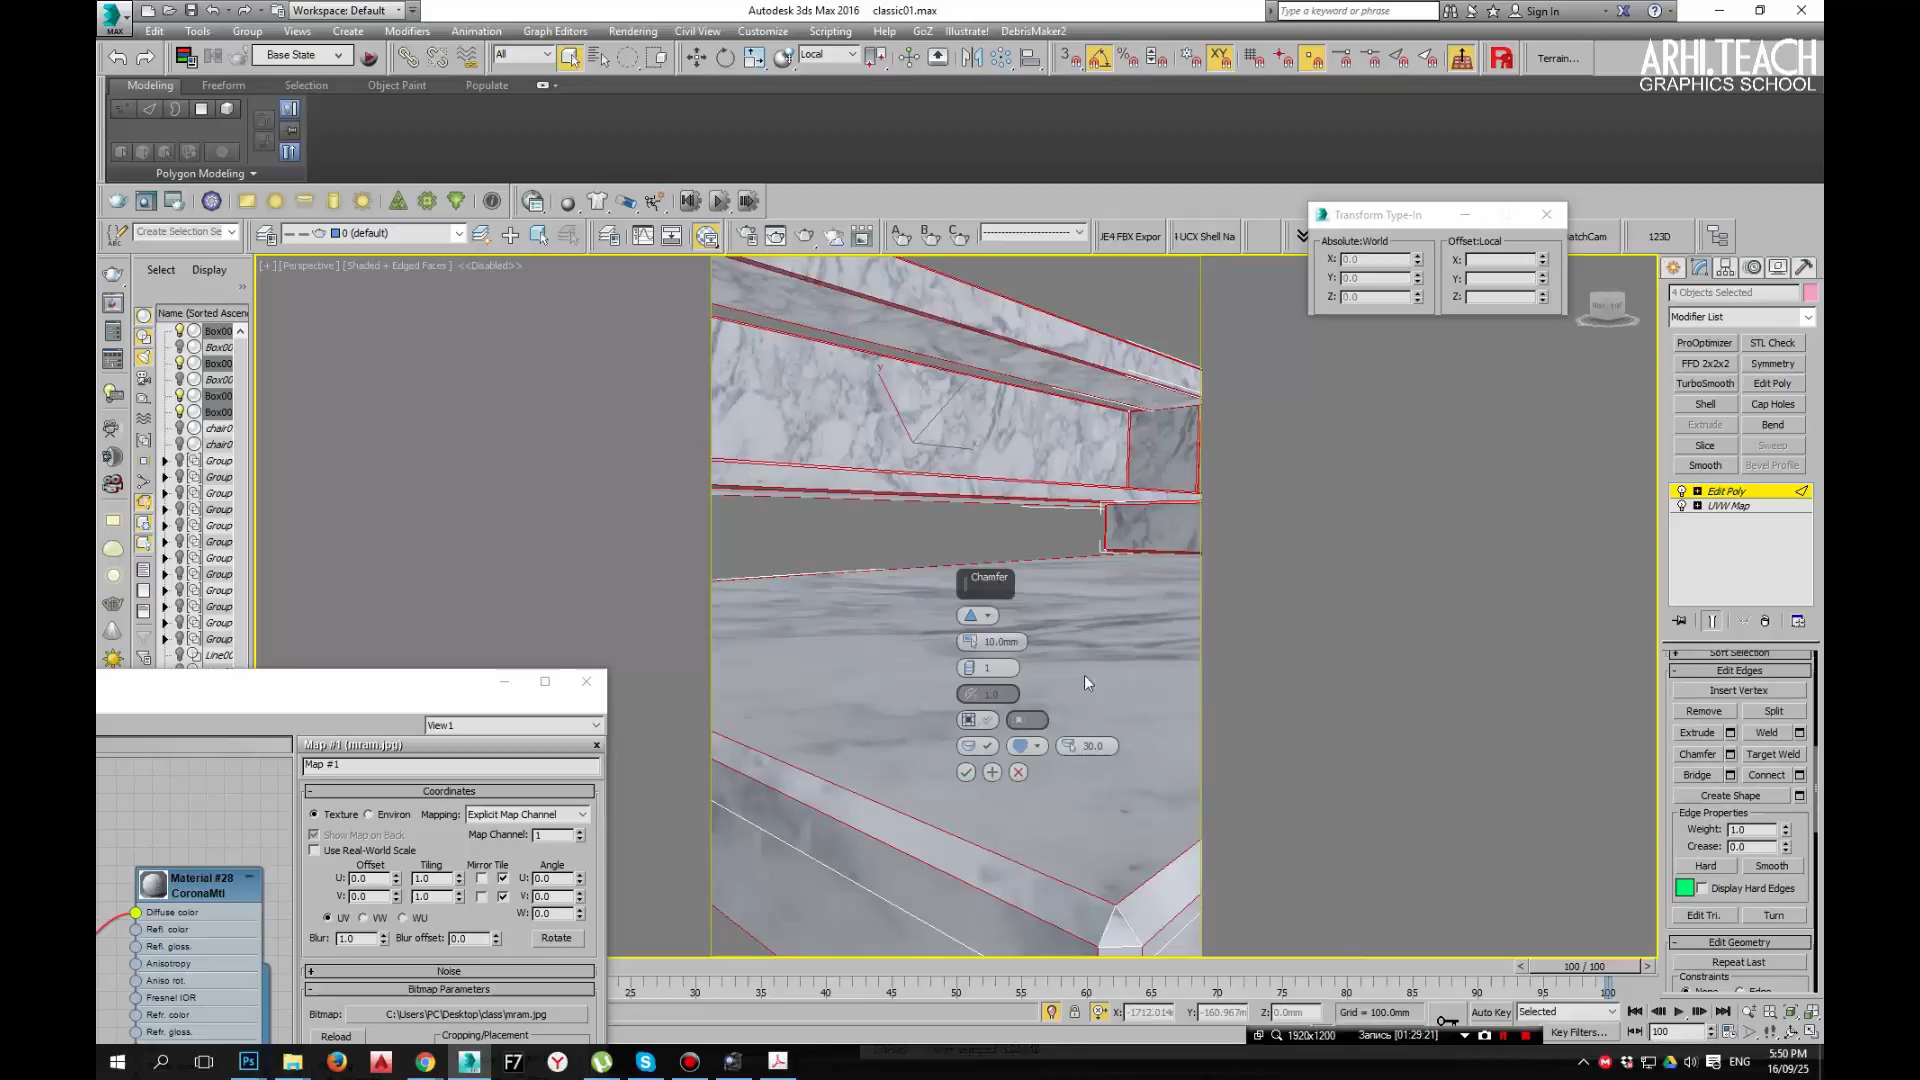 MAX
Workspace: Default
Autodesk 3ds Max 2016 classic01.max
Type a keyword or phrase
Sign In
Edit Tools Group Views Create Modifiers Animation Graph Editors Rendering Civil View Customize Scripting Help GoZ Illustrate! DebrisMaker2
Base State
All
Local
Terrain...
ARHI.TEACH
GRAPHICS SCHOOL
Modeling Freeform Selection Object Paint Populate
Polygon Modeling
Create Selection Se
0 (default)
JE4 FBX Expor
UCX Shell Na
atchCam
123D
Transform Type-In
Absolute:World Offset:Local
X: 0.0 X:
Y: 0.0 Y:
Z: 0.0 Z:
Select Display
[+] [Perspective] [Shaded + Edged Faces] <<Disabled>>
Name (Sorted Ascen
Box00
Box00
Box00
Box00
Box00
Box00
chair0
chair0
Group
Group
Group
Group
Group
Group
Group
Group
Group
Group
Group
Group
Line00
4 Objects Selected
Modifier List
ProOptimizer STL Check
FFD 2x2x2 Symmetry
TurboSmooth Edit Poly
Shell Cap Holes
Extrude Bend
Slice Sweep
Smooth Bevel Profile
Edit Poly
UVW Map
Soft Selection
Edit Edges
Insert Vertex
Remove Split
Extrude Weld
Chamfer Target Weld
Bridge Connect
Create Shape
Edge Properties
Weight: 1.0
Crease: 0.0
Hard Smooth
Display Hard Edges
Edit Tri. Turn
Edit Geometry
Repeat Last
Constraints
None Edge
Chamfer
10.0mm
1
1.0
30.0
View1
Map #1 (mram.jpg)
Map #1
Coordinates
Texture Environ Mapping: Explicit Map Channel
Show Map on Back Map Channel: 1
Use Real-World Scale
Offset Tiling Mirror Tile Angle
U: 0.0 1.0 U: 0.0
V: 0.0 1.0 V: 0.0
UV VW WU W: 0.0
Blur: 1.0 Blur offset: 0.0 Rotate
Noise
Bitmap Parameters
Bitmap: C:\Users\PC\Desktop\class\mram.jpg
Reload Cropping/Placement
Material #28
CoronaMtl
Diffuse color
Refl. color
Refl. gloss.
Anisotropy
Aniso rot.
Fresnel IOR
Refr. color
Refr. gloss.
100 / 100
25 30 35 40 45 50 55 60 65 70 75 80 85 90 95 100
Y: -160.967m Z: 0.0mm Grid = 100.0mm Auto Key Selected
1920x1200 Запись [01:29:21] Key Filters... 100
F7
ENG
5:50 PM
16/09/25